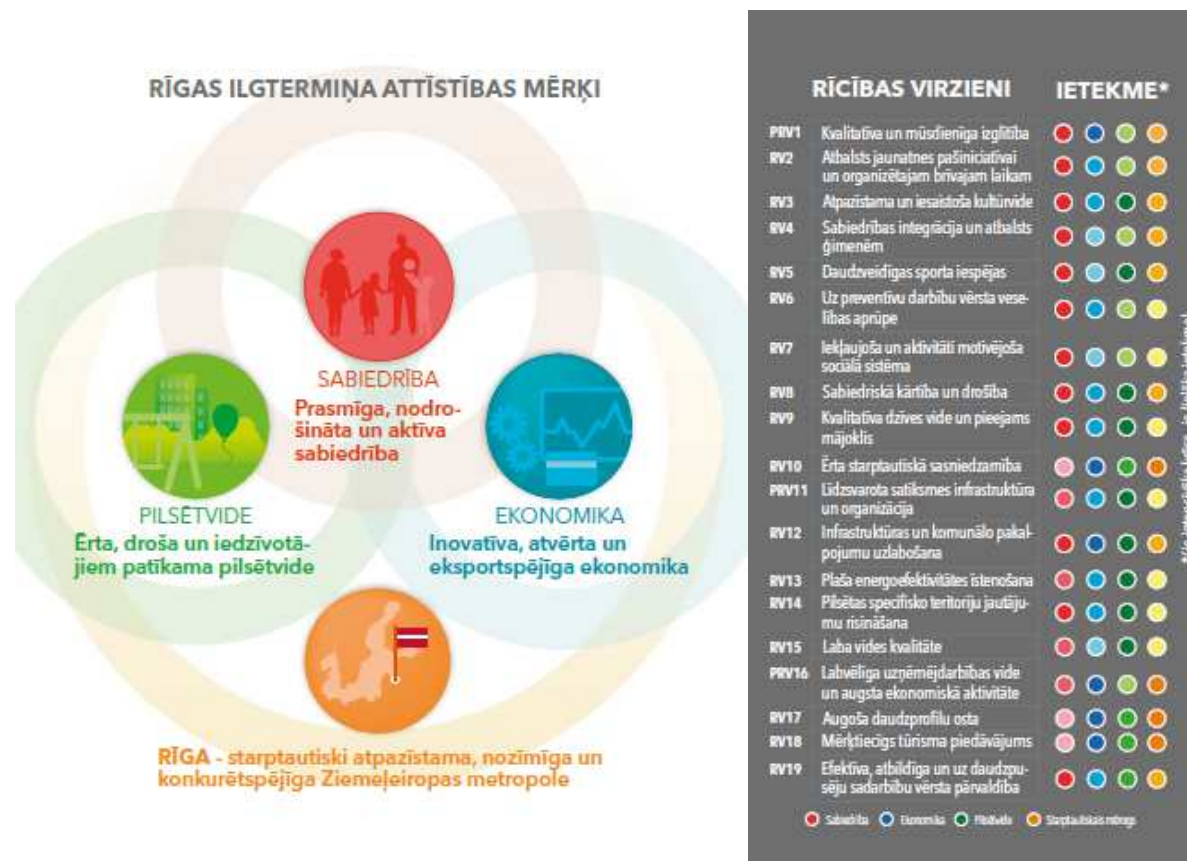 RĪGAS ILGTERMIŅA ATTĪSTĪBAS MĒRĶI
SABIEDRĪBA
Prasmīga, nodro-
šināta un aktīva
sabiedrība
PILSĒTVIDE
Ērta, droša un iedzīvotā-
jiem patīkama pilsētvide
EKONOMIKA
Inovatīva, atvērta un
eksportspējīga ekonomika
RĪGA - starptautiski atpazīstama, nozīmīga un
konkurētspējīga Ziemeļeiropas metropole
RĪCĪBAS VIRZIENI IETEKME*
PRV1 Kvalitatīva un mūsdienīga izglītība
RV2 Atbalsts jaunatnes pašiniciatīvai
un organizētajam brīvajam laikam
RV3 Atpazīstama un iesaistoša kultūrvide
RV4 Sabiedrības integrācija un atbalsts
ģimenēm
RV5 Daudzveidīgas sporta iespējas
RV6 Uz preventīvu darbību vērsta vese-
lības aprūpe
RV7 Iekļaujoša un aktivitāti motivējoša
sociālā sistēma
RV8 Sabiedriskā kārtība un drošība
RV9 Kvalitatīva dzīves vide un pieejams
mājoklis
RV10 Ērta starptautiskā sasniedzamība
PRV11 Līdzsvarota satiksmes infrastruktūra
un organizācija
RV12 Infrastruktūras un komunālo pakal-
pojumu uzlabošana
RV13 Plaša energoefektivitātes īstenošana
RV14 Pilsētas specifisko teritoriju jautāju-
mu risināšana
RV15 Laba vides kvalitāte
PRV16 Labvēlīga uzņēmējdarbības vide
un augsta ekonomiskā aktivitāte
RV17 Augoša daudzprofilu osta
RV18 Mērķtiecīgs tūrisma piedāvājums
RV19 Efektīva, atbildīga un uz daudzpu-
sēju sadarbību vērsta pārvaldība
Sabiedrība Ekonomika Pilsētvide Starptautiskais mērogs